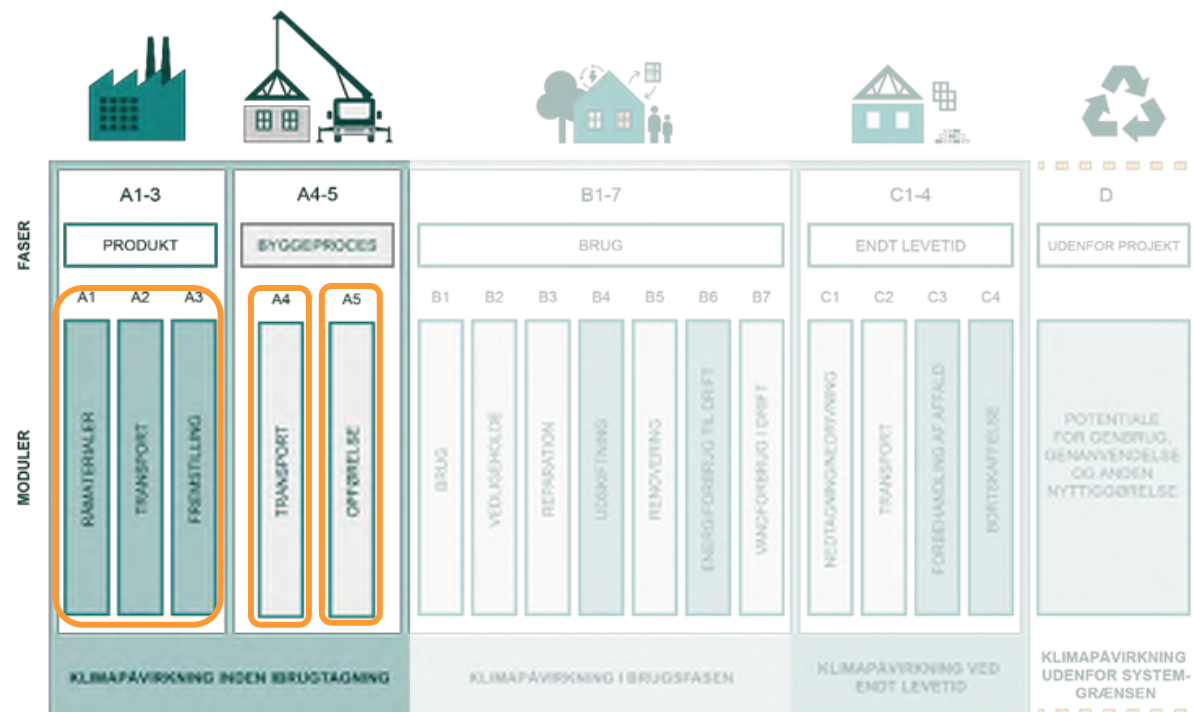 A1-3
A4-5
B1-7
C1-4
D
FASER
PRODUKT
BYGGEPROCES
BRUG
ENDT LEVETID
UDENFOR PROJEKT
A1
A2
A3
A4
A5
B1
B2
B3
B4
B5
B6
B7
C1
C2
C3
C4
MODULER
RÅMATERIALER
TRANSPORT
FREMSTILLING
TRANSPORT
OPFØRELSE
BRUG
VEDLIGEHOLDE
REPARATION
UDSKIFTNING
RENOVERING
ENERGIFORBRUG TIL DRIFT
VANDFORBRUG I DRIFT
NEDTAGNING/NEDRIVNING
TRANSPORT
FORBEHANDLING AF AFFALD
BORTSKAFFELSE
POTENTIALE
FOR GENBRUG,
GENANVENDELSE
OG ANDEN
NYTTIGGØRELSE
KLIMAPÅVIRKNING INDEN IBRUGTAGNING
KLIMAPÅVIRKNING I BRUGSFASEN
KLIMAPÅVIRKNING VED
ENDT LEVETID
KLIMAPÅVIRKNING
UDENFOR SYSTEM-
GRÆNSEN